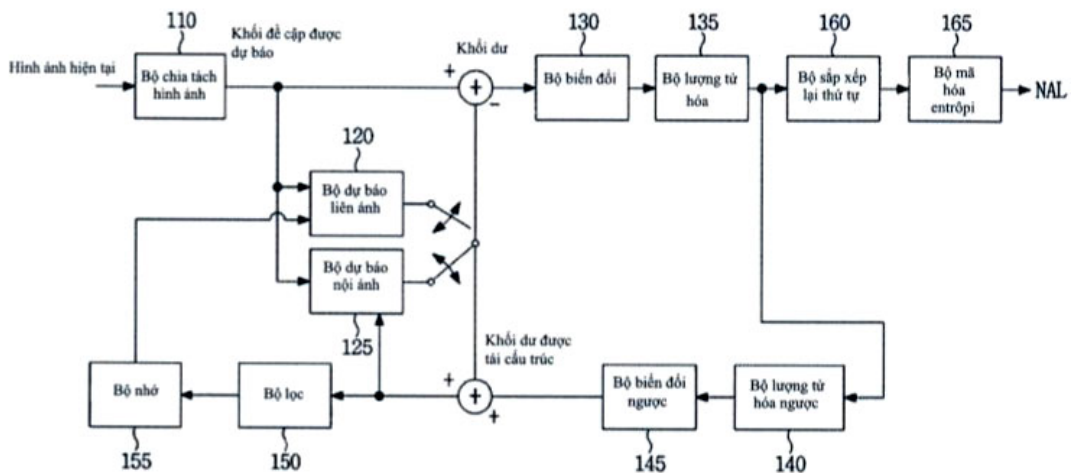 110
Khối đề cập được
dự báo
Khối dư
130
135
160
165
Hình ảnh hiện tại
Bộ chia tách
hình ảnh
+
+
−
Bộ biến đổi
Bộ lượng tử
hóa
Bộ sắp xếp
lại thứ tự
Bộ mã
hóa
entrôpi
NAL
120
Bộ dự báo
liên ảnh
Bộ dự báo
nội ảnh
125
Khối dư được
tái cấu trúc
Bộ nhớ
Bộ lọc
+
+
+
Bộ biến đổi
ngược
Bộ lượng tử
hóa ngược
155
150
145
140